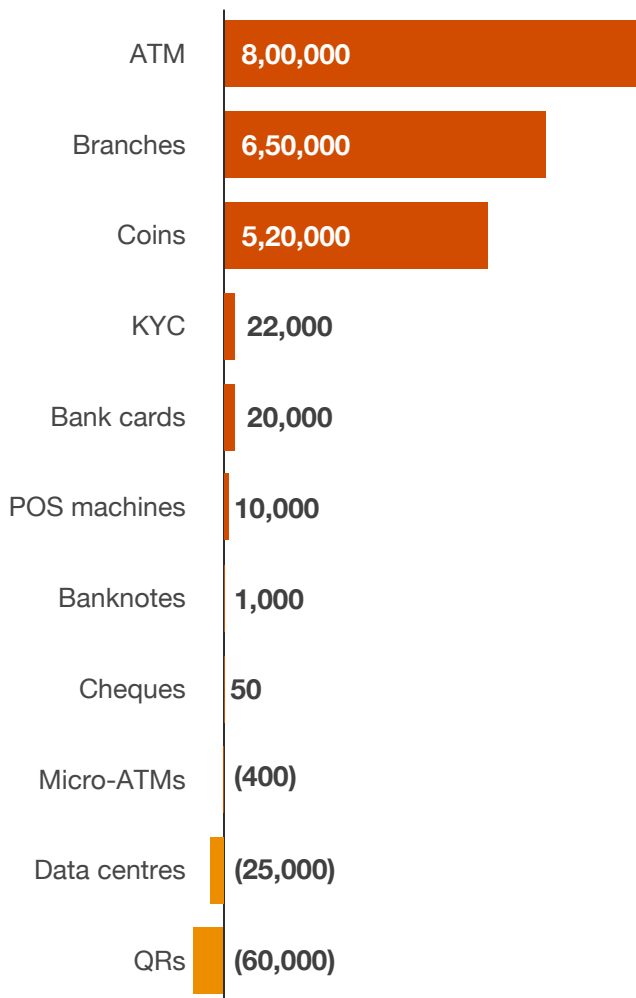 ATM 8,00,000
Branches 6,50,000
Coins 5,20,000
KYC 22,000
Bank cards 20,000
POS machines 10,000
Banknotes 1,000
Cheques 50
Micro-ATMs (400)
Data centres (25,000)
QRs (60,000)